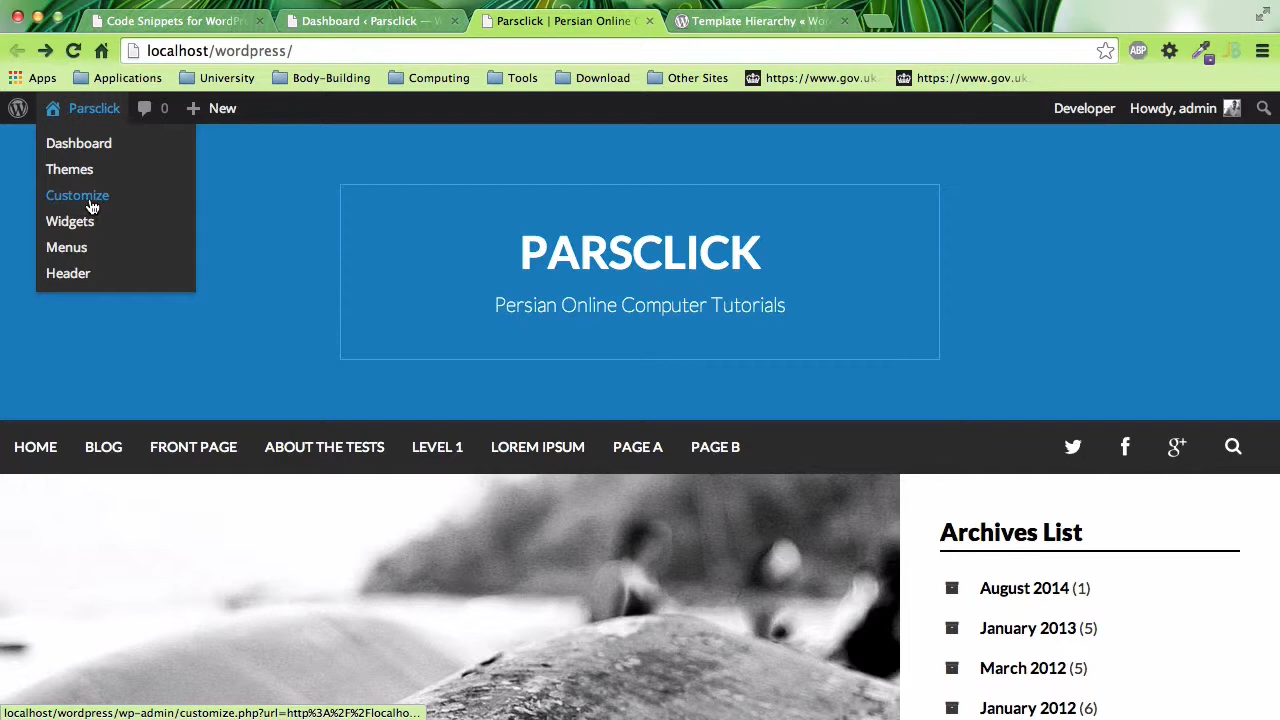 Code Snippets for WordPr
Dashboard ‹ Parsclick — W
Parsclick | Persian Online C
Template Hierarchy « Wor
localhost/wordpress/
ABP
Apps
Applications
University
Body-Building
Computing
Tools
Download
Other Sites
https://www.gov.uk
https://www.gov.uk
Parsclick
0
New
Developer
Howdy, admin
Dashboard
Themes
Customize
Widgets
Menus
Header
PARSCLICK
Persian Online Computer Tutorials
HOME
BLOG
FRONT PAGE
ABOUT THE TESTS
LEVEL 1
LOREM IPSUM
PAGE A
PAGE B
Archives List
August 2014 (1)
January 2013 (5)
March 2012 (5)
January 2012 (6)
localhost/wordpress/wp-admin/customize.php?url=http%3A%2F%2Flocalho...